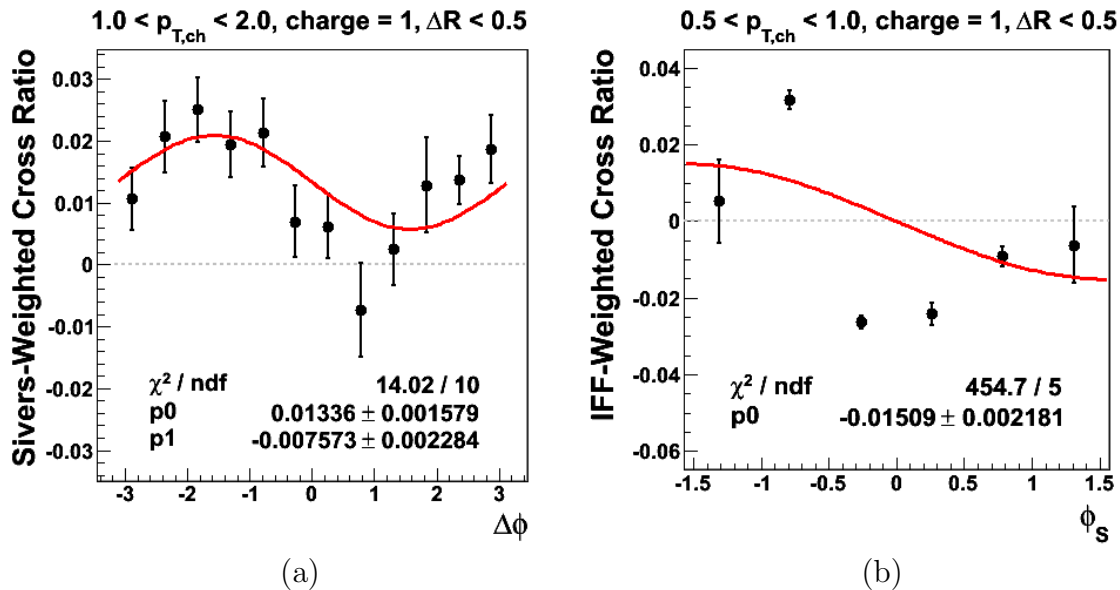 1.0 < p_T,ch < 2.0, charge = 1, ΔR < 0.5
Sivers-Weighted Cross Ratio
0.03
0.02
0.01
0
-0.01
-0.02
-0.03
χ² / ndf 14.02 / 10
p0 0.01336 ± 0.001579
p1 -0.007573 ± 0.002284
-3 -2 -1 0 1 2 3
Δϕ
(a)
0.5 < p_T,ch < 1.0, charge = 1, ΔR < 0.5
IFF-Weighted Cross Ratio
0.04
0.02
0
-0.02
-0.04
-0.06
χ² / ndf 454.7 / 5
p0 -0.01509 ± 0.002181
-1.5 -1 -0.5 0 0.5 1 1.5
ϕ_S
(b)